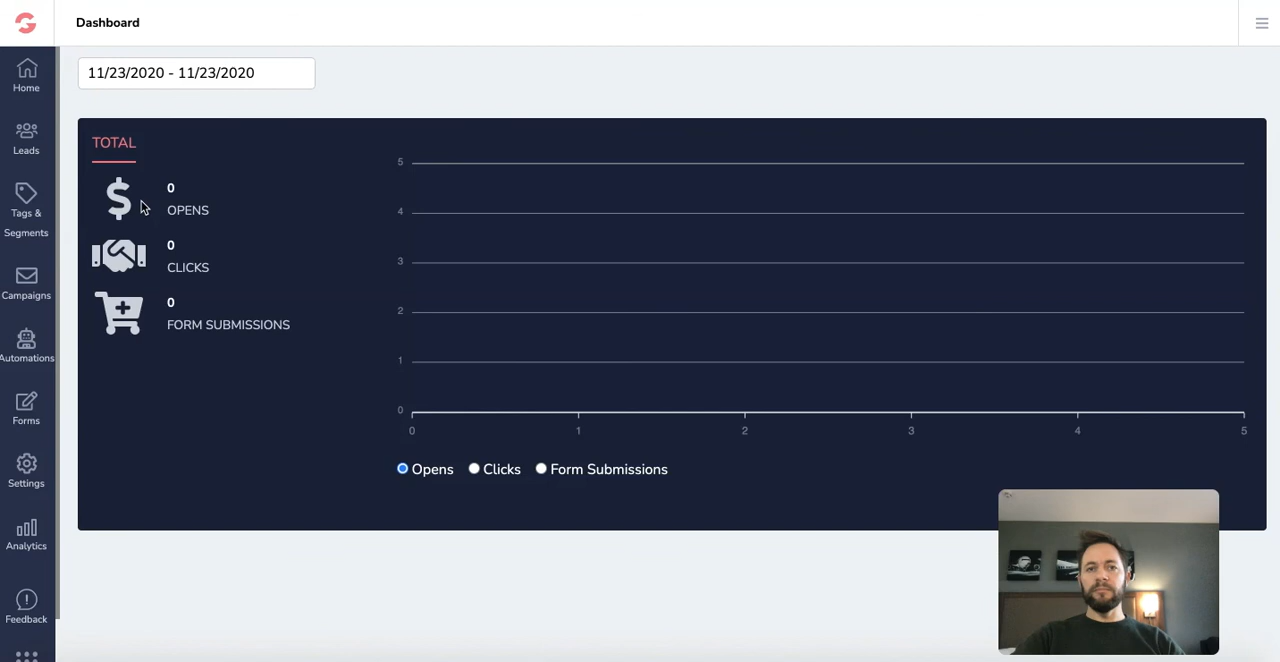 Dashboard
11/23/2020 - 11/23/2020
Home
Leads
Tags &
Segments
Campaigns
Automations
Forms
Settings
Analytics
Feedback
TOTAL
0
OPENS
0
CLICKS
0
FORM SUBMISSIONS
5
4
3
2
1
0
0 1 2 3 4 5
Opens Clicks Form Submissions